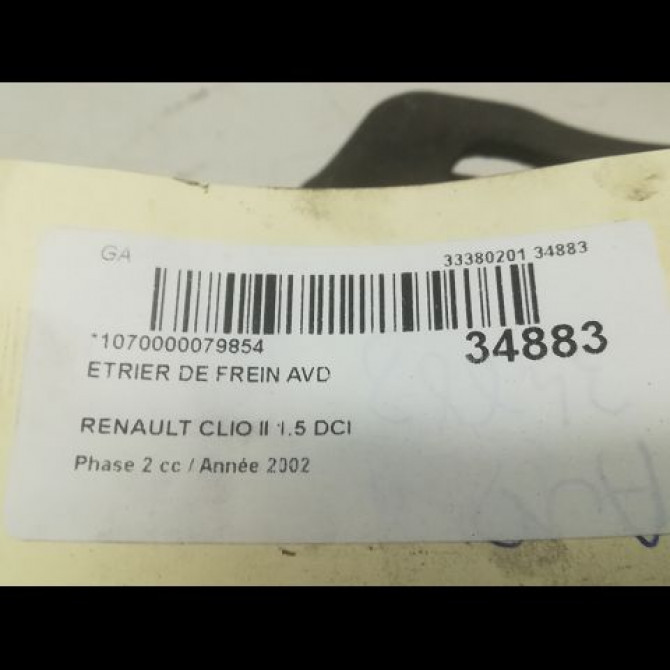 GA 33380201 34883
*1070000079854 34883
ETRIER DE FREIN AVD
RENAULT CLIO II 1.5 DCI
Phase 2 cc / Année 2002